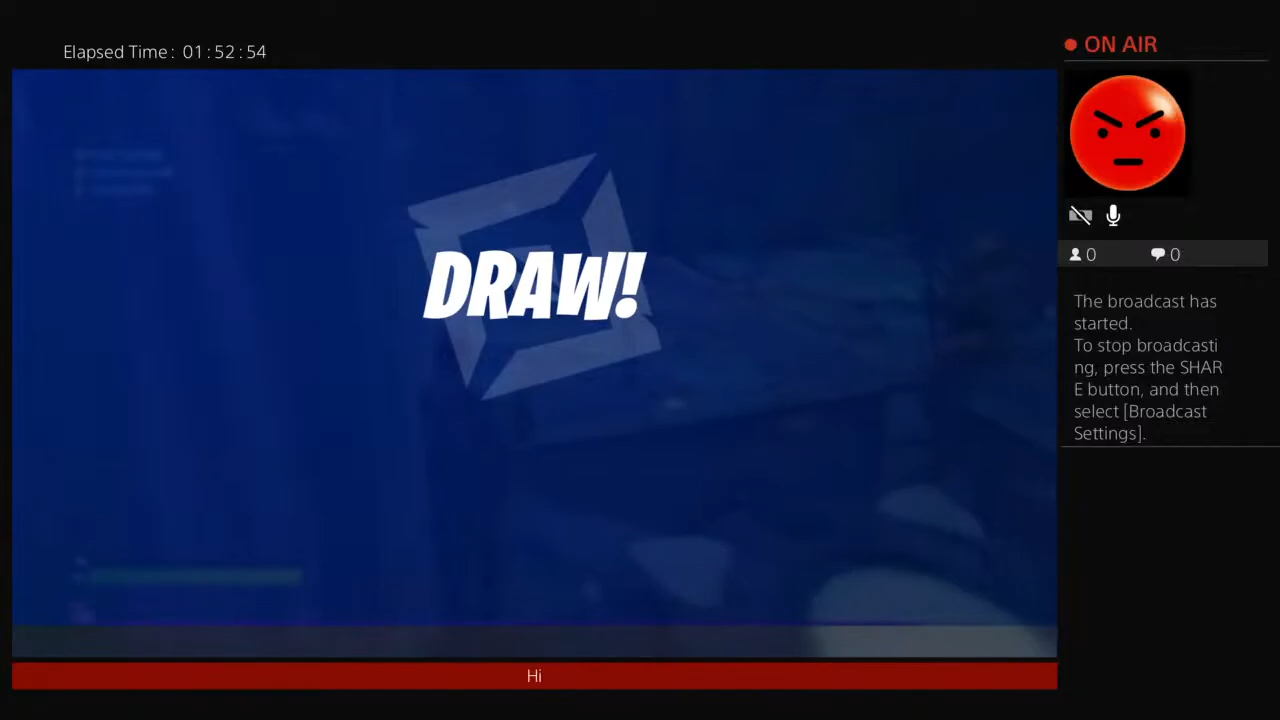 Elapsed Time: 01:52:54
ON AIR
DRAW!
0
0
The broadcast has
started.
To stop broadcasti
ng, press the SHAR
E button, and then
select [Broadcast
Settings].
Hi